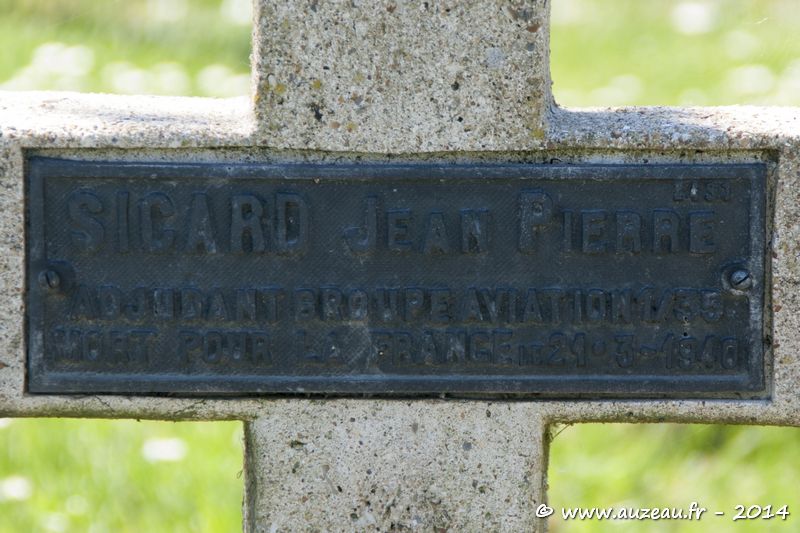 SICARD JEAN PIERRE
ADJUDANT GROUPE AVIATION 1/35
MORT POUR LA FRANCE LE 21-3-1940
© www.auzeau.fr - 2014